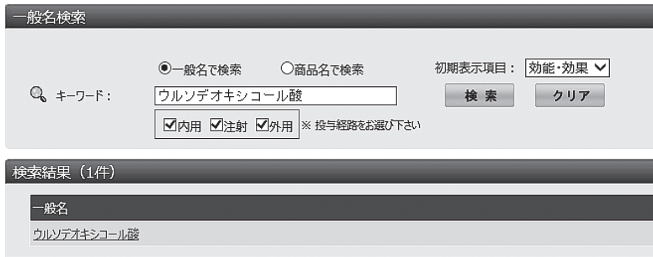 一般名検索
一般名で検索 商品名で検索 初期表示項目： 効能・効果
キーワード： ウルソデオキシコール酸 検 索 クリア
内用 注射 外用 ※ 投与経路をお選び下さい
検索結果（1件）
一般名
ウルソデオキシコール酸